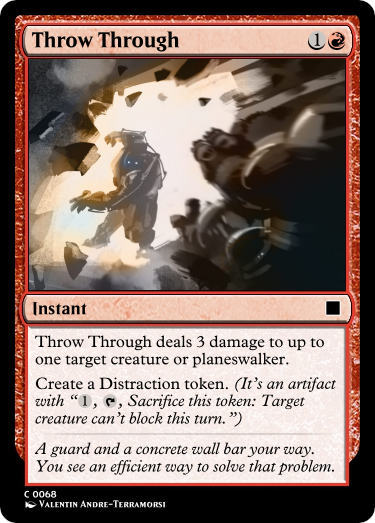 Throw Through 1
Instant
Throw Through deals 3 damage to up to
one target creature or planeswalker.
Create a Distraction token. (It's an artifact
with “1, , Sacrifice this token: Target
creature can't block this turn.”)
A guard and a concrete wall bar your way.
You see an efficient way to solve that problem.
C 0068
Valentin Andre-Terramorsi